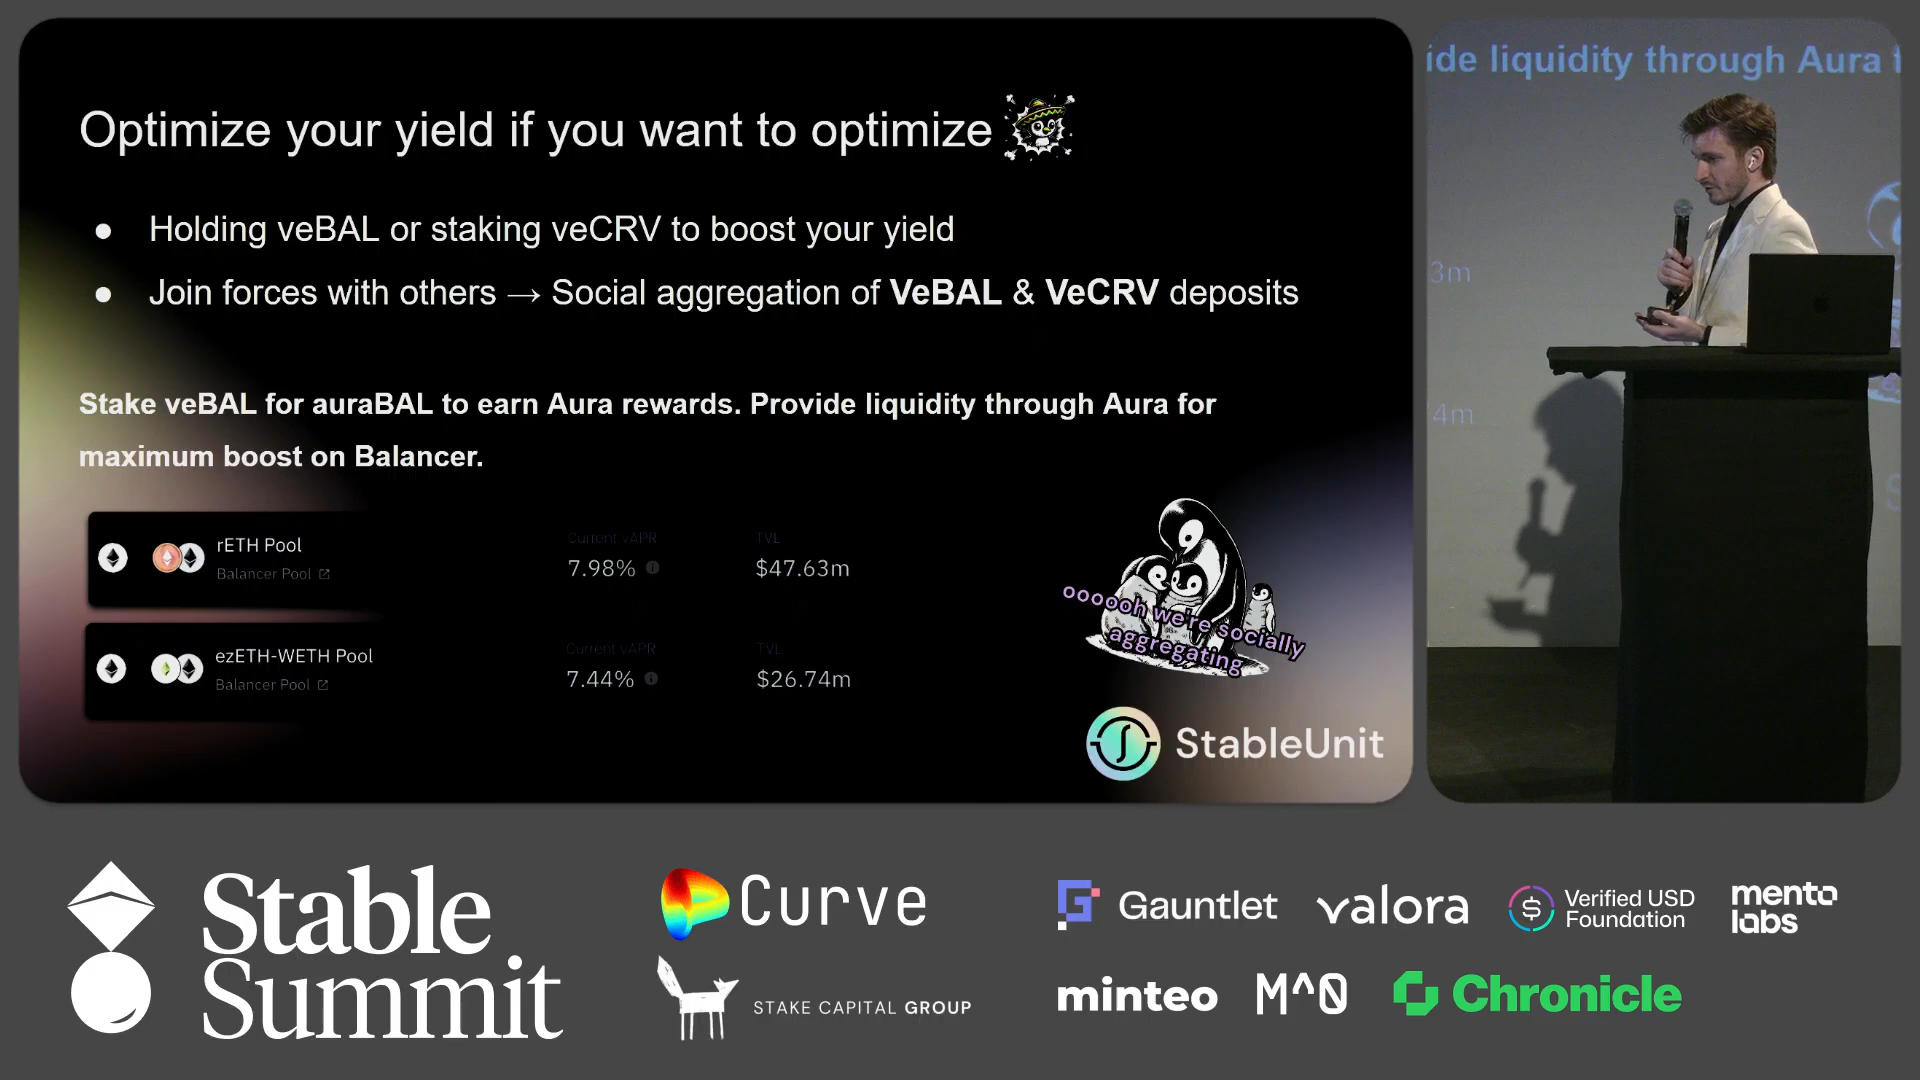 Optimize your yield if you want to optimize
● Holding veBAL or staking veCRV to boost your yield
● Join forces with others → Social aggregation of VeBAL & VeCRV deposits
Stake veBAL for auraBAL to earn Aura rewards. Provide liquidity through Aura for
maximum boost on Balancer.
rETH Pool
Balancer Pool
Current vAPR
7.98%
TVL
$47.63m
ezETH-WETH Pool
Balancer Pool
Current vAPR
7.44%
TVL
$26.74m
oooooh we're socially
aggregating
StableUnit
ide liquidity through Aura f
3m
4m
Stable
Summit
Curve
STAKE CAPITAL GROUP
Gauntlet
valora
Verified USD
Foundation
mento
labs
minteo
M^0
Chronicle